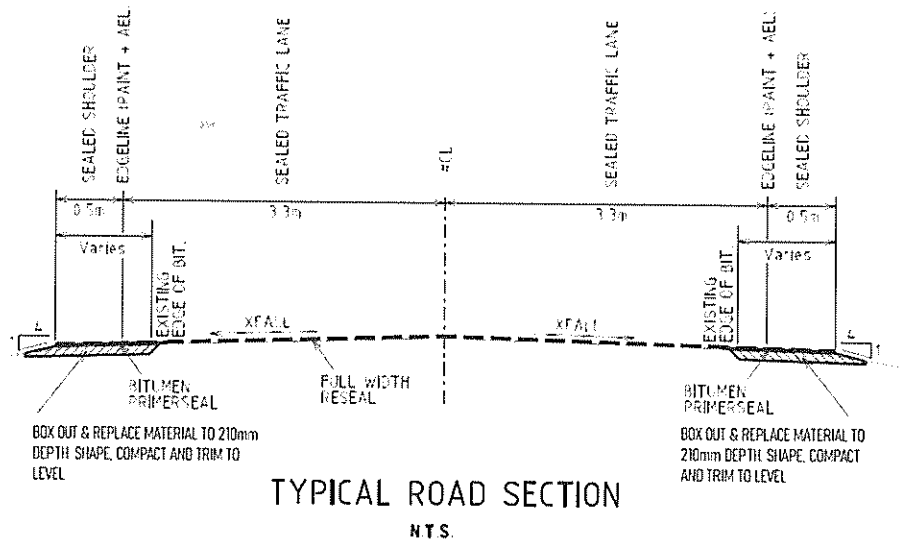 SEALED SHOULDER
EDGELINE (PAINT + AEL)
SEALED TRAFFIC LANE
SEALED TRAFFIC LANE
EDGELINE (PAINT + AEL)
SEALED SHOULDER
0.5m
3.3m
3.3m
0.5m
Varies
Varies
EXISTING
EDGE OF BIT.
EXISTING
EDGE OF BIT.
XFALL
XFALL
1
4
4
1
BITUMEN
PRIMERSEAL
FULL WIDTH
RESEAL
BITUMEN
PRIMERSEAL
BOX OUT & REPLACE MATERIAL TO 210mm
DEPTH SHAPE, COMPACT AND TRIM TO
LEVEL
BOX OUT & REPLACE MATERIAL TO
210mm DEPTH SHAPE, COMPACT
AND TRIM TO LEVEL
TYPICAL ROAD SECTION
N.T.S.